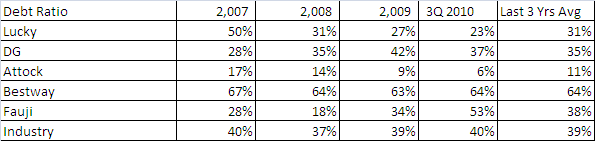 Debt Ratio 2,007 2,008 2,009 3Q 2010 Last 3 Yrs Avg
Lucky 50% 31% 27% 23% 31%
DG 28% 35% 42% 37% 35%
Attock 17% 14% 9% 6% 11%
Bestway 67% 64% 63% 67% 64%
Fauji 28% 18% 34% 53% 38%
Industry 40% 37% 39% 40% 39%